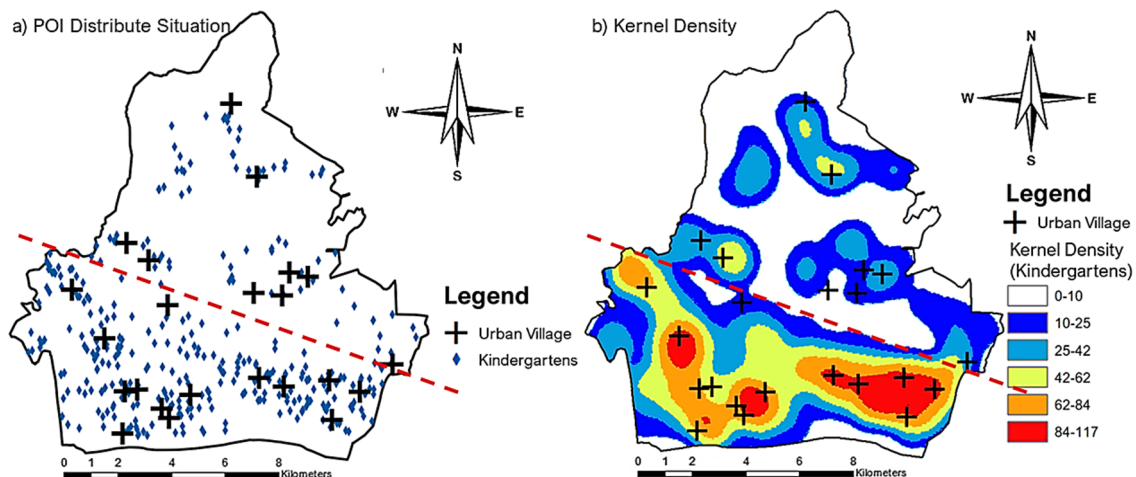 a) POI Distribute Situation
N
W E
S
Legend
Urban Village
Kindergartens
0 1 2 4 6 8
Kilometers
b) Kernel Density
N
W E
S
Legend
Urban Village
Kernel Density
(Kindergartens)
0-10
10-25
25-42
42-62
62-84
84-117
0 1 2 4 6 8
Kilometers